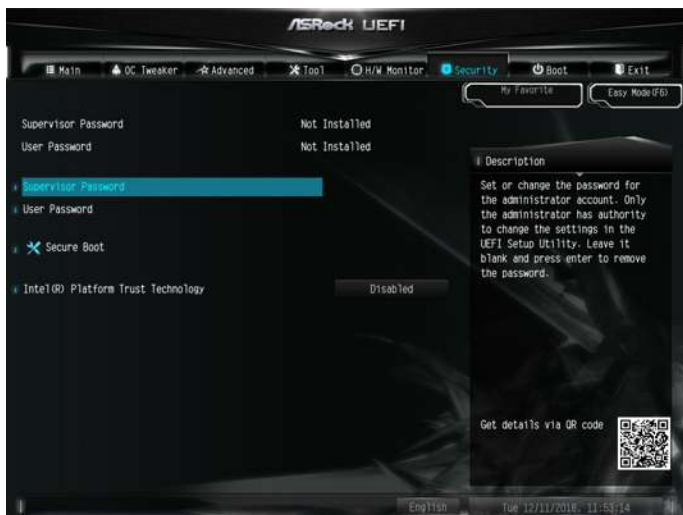 ASRock UEFI
Main OC Tweaker Advanced Tool H/W Monitor Security Boot Exit
My Favorite Easy Mode(F6)
Supervisor Password Not Installed
User Password Not Installed
Supervisor Password
User Password
Secure Boot
Intel(R) Platform Trust Technology Disabled
Description
Set or change the password for
the administrator account. Only
the administrator has authority
to change the settings in the
UEFI Setup Utility. Leave it
blank and press enter to remove
the password.
Get details via QR code
English Tue 12/11/2018. 11:53:14